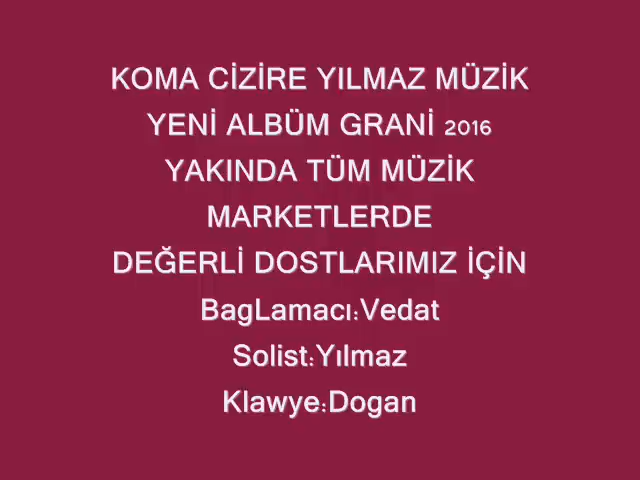 KOMA CİZİRE YILMAZ MÜZİK
YENİ ALBÜM GRANİ 2016
YAKINDA TÜM MÜZİK
MARKETLERDE
DEĞERLİ DOSTLARIMIZ İÇİN
BagLamacı:Vedat
Solist:Yılmaz
Klawye:Dogan